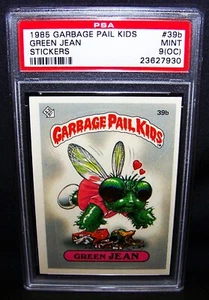 PSA
1985 GARBAGE PAIL KIDS #39b
GREEN JEAN MINT
STICKERS 9(OC)
23627930
39b
GARBAGE PAIL KIDS
GREEN JEAN